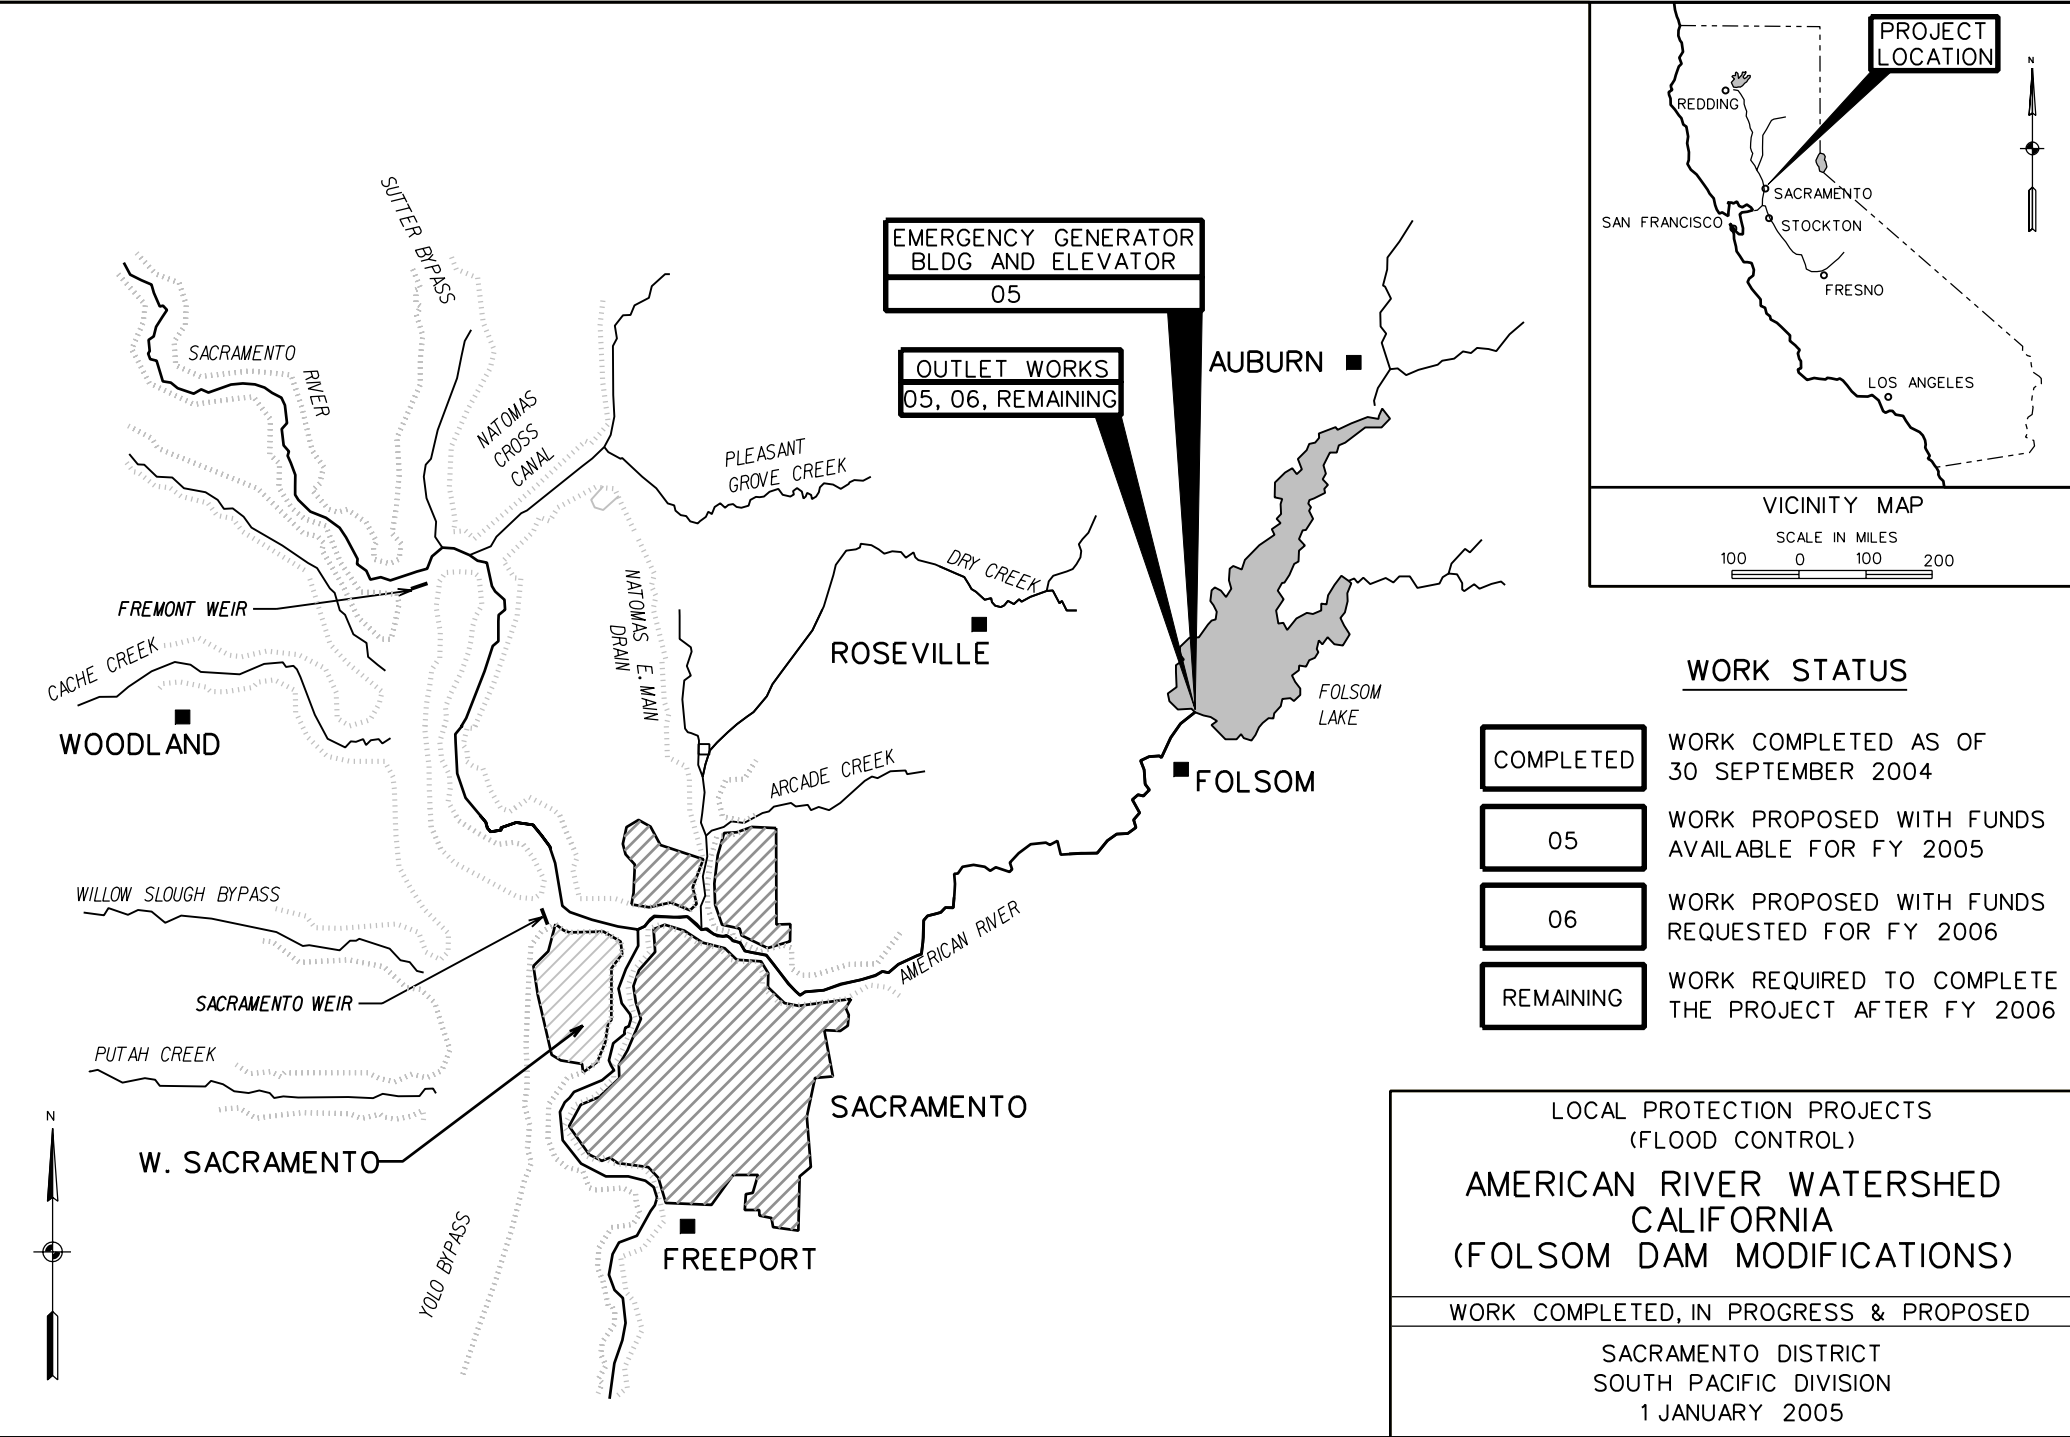 PROJECT
LOCATION
N
REDDING
SACRAMENTO
SAN FRANCISCO
STOCKTON
FRESNO
LOS ANGELES
VICINITY MAP
SCALE IN MILES
100 0 100 200
SUTTER BYPASS
EMERGENCY GENERATOR
BLDG AND ELEVATOR
05
OUTLET WORKS
05, 06, REMAINING
AUBURN
SACRAMENTO
RIVER
NATOMAS
CROSS
CANAL
PLEASANT
GROVE CREEK
DRY CREEK
NATOMAS E. MAIN
DRAIN
FREMONT WEIR
ROSEVILLE
CACHE CREEK
WOODLAND
FOLSOM
LAKE
FOLSOM
ARCADE CREEK
WILLOW SLOUGH BYPASS
AMERICAN RIVER
SACRAMENTO WEIR
PUTAH CREEK
N
SACRAMENTO
W. SACRAMENTO
YOLO BYPASS
FREEPORT
WORK STATUS
COMPLETED
WORK COMPLETED AS OF
30 SEPTEMBER 2004
05
WORK PROPOSED WITH FUNDS
AVAILABLE FOR FY 2005
06
WORK PROPOSED WITH FUNDS
REQUESTED FOR FY 2006
REMAINING
WORK REQUIRED TO COMPLETE
THE PROJECT AFTER FY 2006
LOCAL PROTECTION PROJECTS
(FLOOD CONTROL)
AMERICAN RIVER WATERSHED
CALIFORNIA
(FOLSOM DAM MODIFICATIONS)
WORK COMPLETED, IN PROGRESS & PROPOSED
SACRAMENTO DISTRICT
SOUTH PACIFIC DIVISION
1 JANUARY 2005